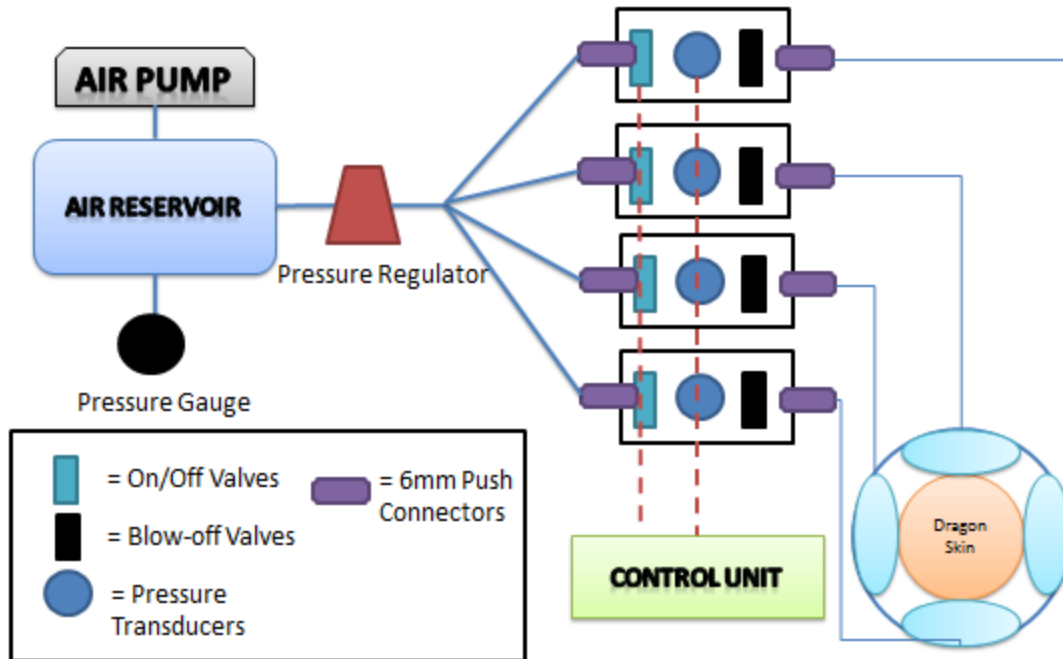 AIR PUMP
AIR RESERVOIR
Pressure Regulator
Pressure Gauge
= On/Off Valves
= Blow-off Valves
= Pressure
Transducers
= 6mm Push
Connectors
CONTROL UNIT
Dragon
Skin